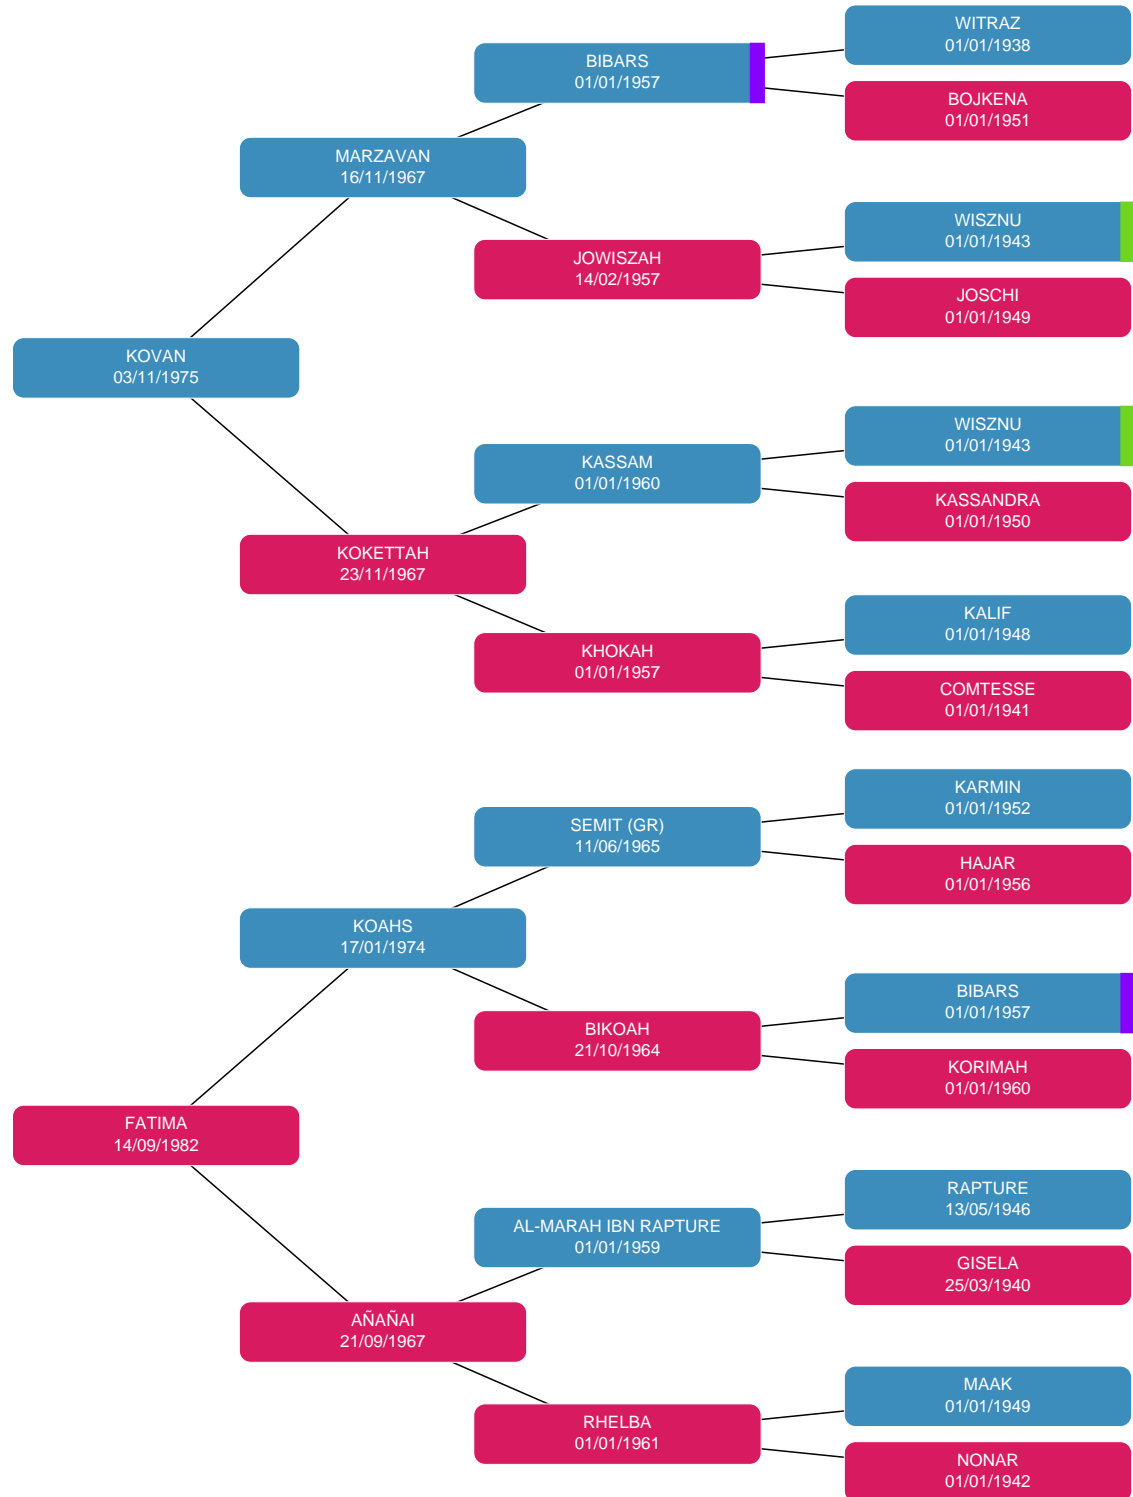 WITRAZ
01/01/1938
BIBARS
01/01/1957
BOJKENA
01/01/1951
MARZAVAN
16/11/1967
WISZNU
01/01/1943
JOWISZAH
14/02/1957
JOSCHI
01/01/1949
KOVAN
03/11/1975
WISZNU
01/01/1943
KASSAM
01/01/1960
KASSANDRA
01/01/1950
KOKETTAH
23/11/1967
KALIF
01/01/1948
KHOKAH
01/01/1957
COMTESSE
01/01/1941
KARMIN
01/01/1952
SEMIT (GR)
11/06/1965
HAJAR
01/01/1956
KOAHS
17/01/1974
BIBARS
01/01/1957
BIKOAH
21/10/1964
KORIMAH
01/01/1960
FATIMA
14/09/1982
RAPTURE
13/05/1946
AL-MARAH IBN RAPTURE
01/01/1959
GISELA
25/03/1940
AÑAÑAI
21/09/1967
MAAK
01/01/1949
RHELBA
01/01/1961
NONAR
01/01/1942